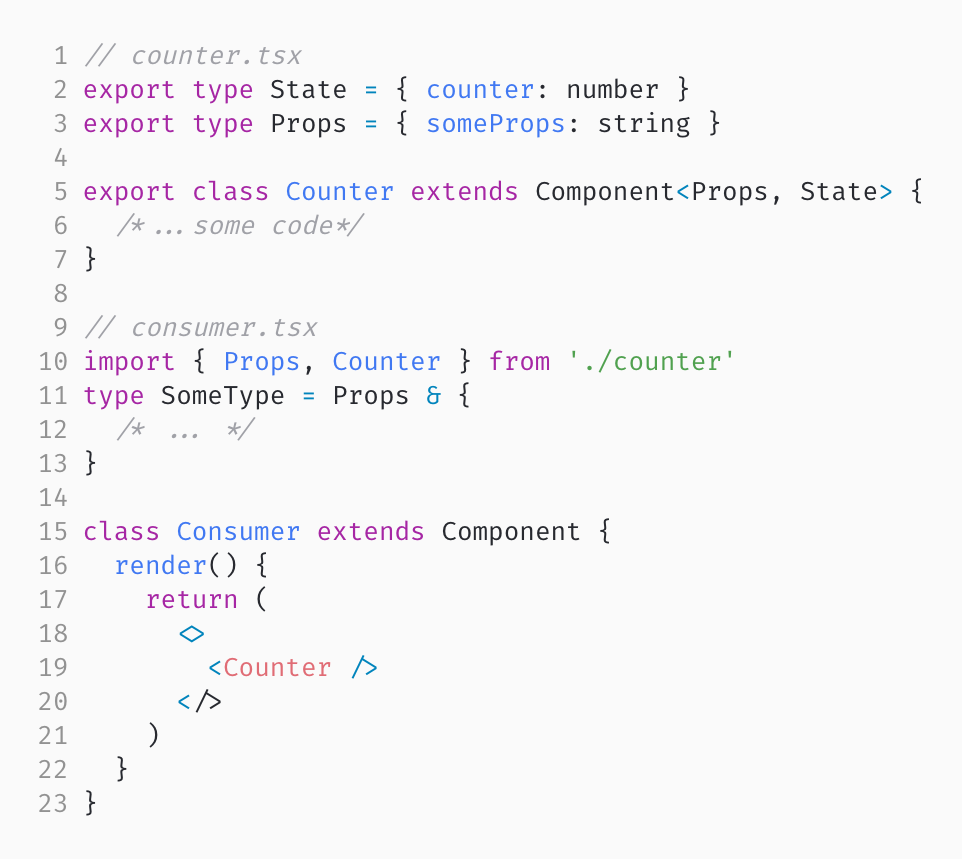 1 // counter.tsx
2 export type State = { counter: number }
3 export type Props = { someProps: string }
4
5 export class Counter extends Component<Props, State> {
6   /*...some code*/
7 }
8
9 // consumer.tsx
10 import { Props, Counter } from './counter'
11 type SomeType = Props & {
12   /* ... */
13 }
14
15 class Consumer extends Component {
16   render() {
17     return (
18       <>
19         <Counter />
20       </>
21     )
22   }
23 }